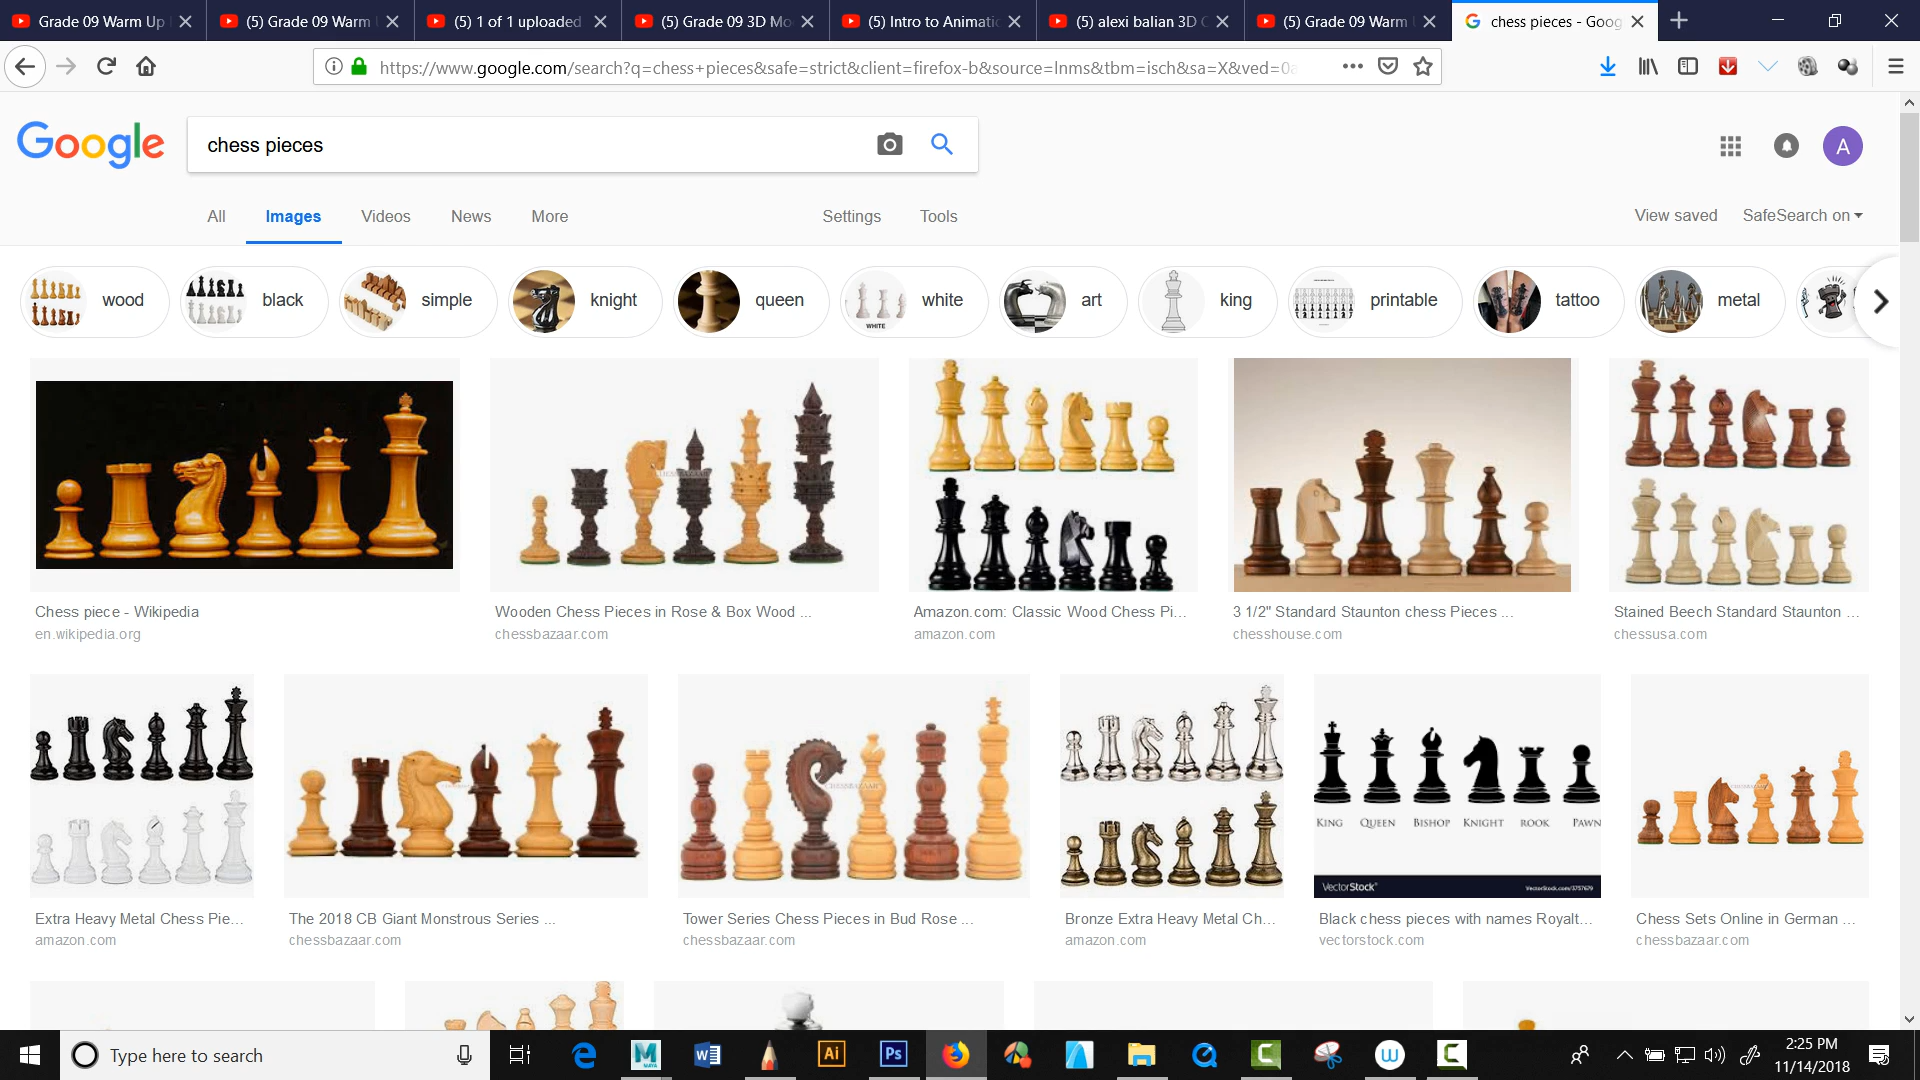 Grade 09 Warm Up
(5) Grade 09 Warm
(5) 1 of 1 uploaded
(5) Grade 09 3D Mo
(5) Intro to Animatic
(5) alexi balian 3D
(5) Grade 09 Warm
chess pieces - Goog
https://www.google.com/search?q=chess+pieces&safe=strict&client=firefox-b&source=lnms&tbm=isch&sa=X&ved=0a
Google
chess pieces
A
All Images Videos News More Settings Tools
View saved SafeSearch on
wood black simple knight queen white art king printable tattoo metal
WHITE
Chess piece - Wikipedia
en.wikipedia.org
Wooden Chess Pieces in Rose & Box Wood ...
chessbazaar.com
Amazon.com: Classic Wood Chess Pi...
amazon.com
3 1/2" Standard Staunton chess Pieces ...
chesshouse.com
Stained Beech Standard Staunton ...
chessusa.com
KING QUEEN BISHOP KNIGHT ROOK PAWN
VectorStock
VectorStock.com/3757679
Extra Heavy Metal Chess Pie...
amazon.com
The 2018 CB Giant Monstrous Series ...
chessbazaar.com
Tower Series Chess Pieces in Bud Rose ...
chessbazaar.com
Bronze Extra Heavy Metal Ch...
amazon.com
Black chess pieces with names Royalt...
vectorstock.com
Chess Sets Online in German ...
chessbazaar.com
Type here to search
Ai
Ps
2:25 PM
11/14/2018